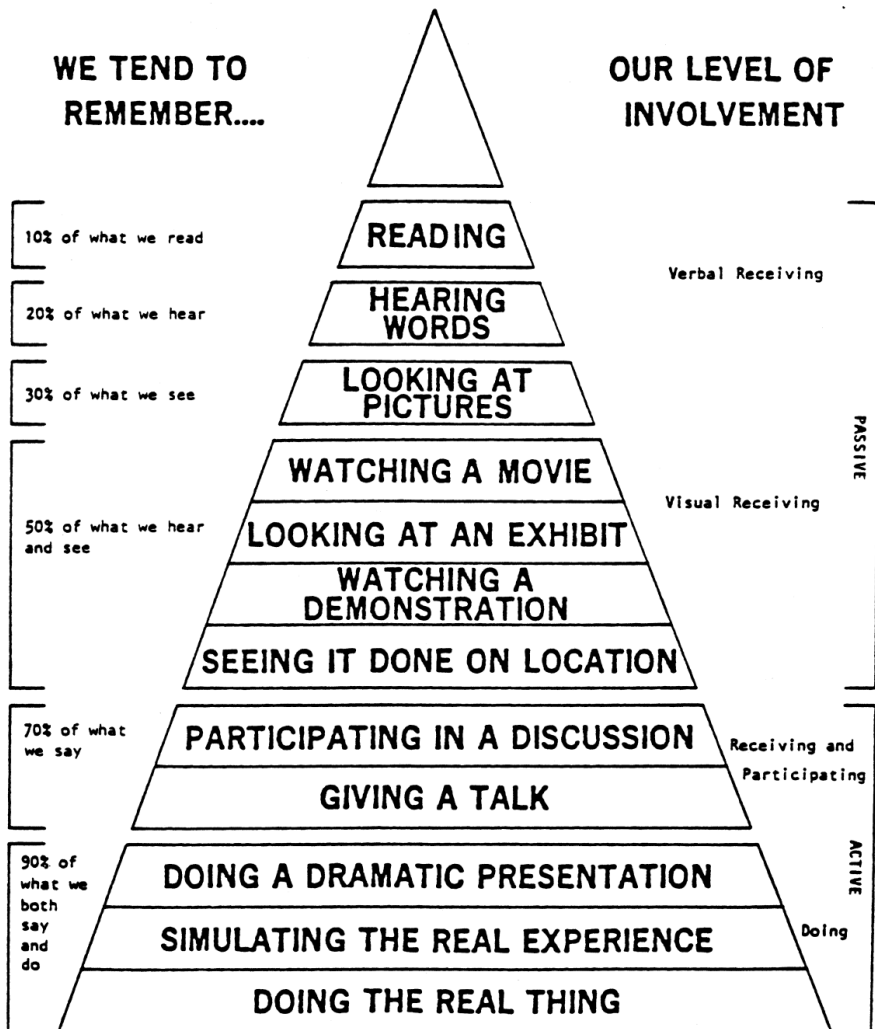 WE TEND TO
REMEMBER....
OUR LEVEL OF
INVOLVEMENT
10% of what we read
READING
Verbal Receiving
20% of what we hear
HEARING
WORDS
30% of what we see
LOOKING AT
PICTURES
PASSIVE
50% of what we hear
and see
WATCHING A MOVIE
LOOKING AT AN EXHIBIT
WATCHING A
DEMONSTRATION
SEEING IT DONE ON LOCATION
Visual Receiving
70% of what
we say
PARTICIPATING IN A DISCUSSION
GIVING A TALK
Receiving and
Participating
ACTIVE
90% of
what we
both
say
and
do
DOING A DRAMATIC PRESENTATION
SIMULATING THE REAL EXPERIENCE
DOING THE REAL THING
Doing